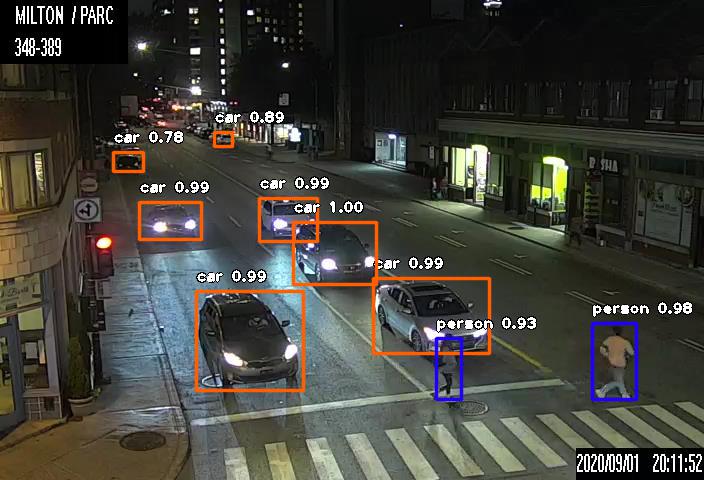 MILTON / PARC
348-389
car 0.89
car 0.78
car 0.99
car 0.99
car 1.00
car 0.99
car 0.99
person 0.93
person 0.98
2020/09/01 20:11:52